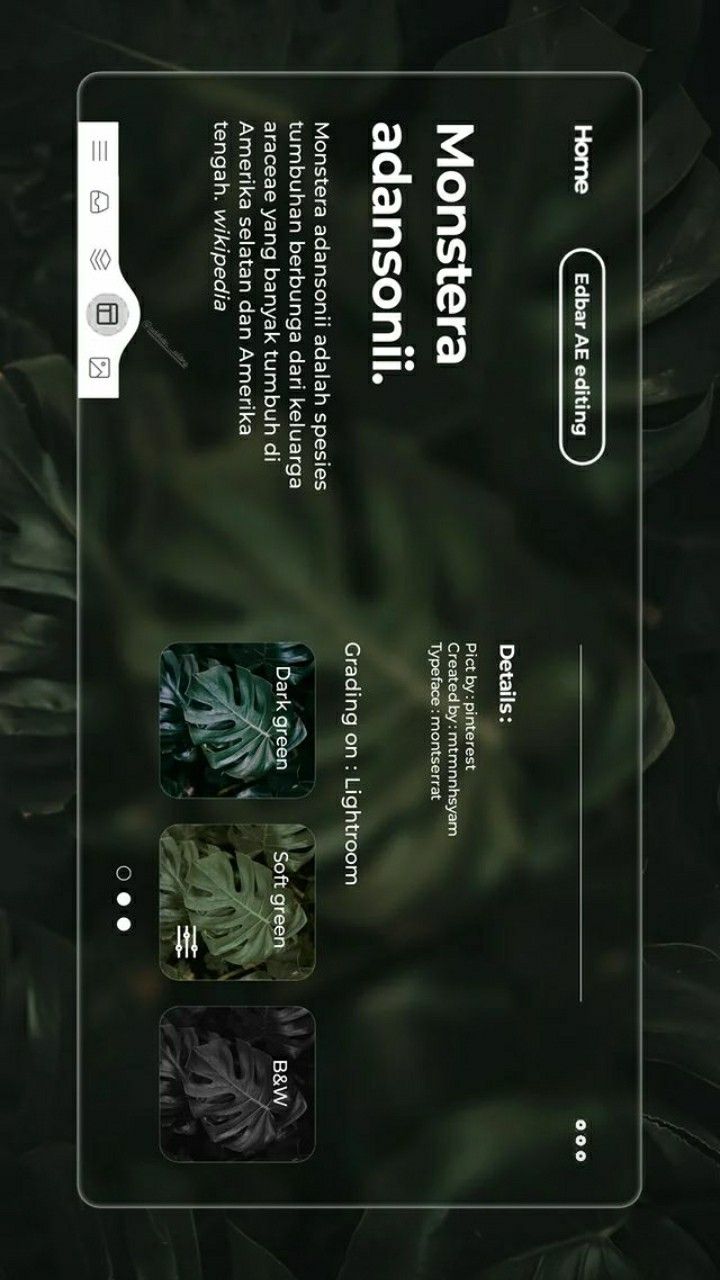 Home
Edbar AE editing
Monstera
adansonii.
Monstera adansonii adalah spesies
tumbuhan berbunga dari keluarga
araceae yang banyak tumbuh di
Amerika selatan dan Amerika
tengah. wikipedia
Details :
Pict by : pinterest
Created by : mtmnnhsyam
Typeface : montserrat
Grading on : Lightroom
Dark green
Soft green
B&W